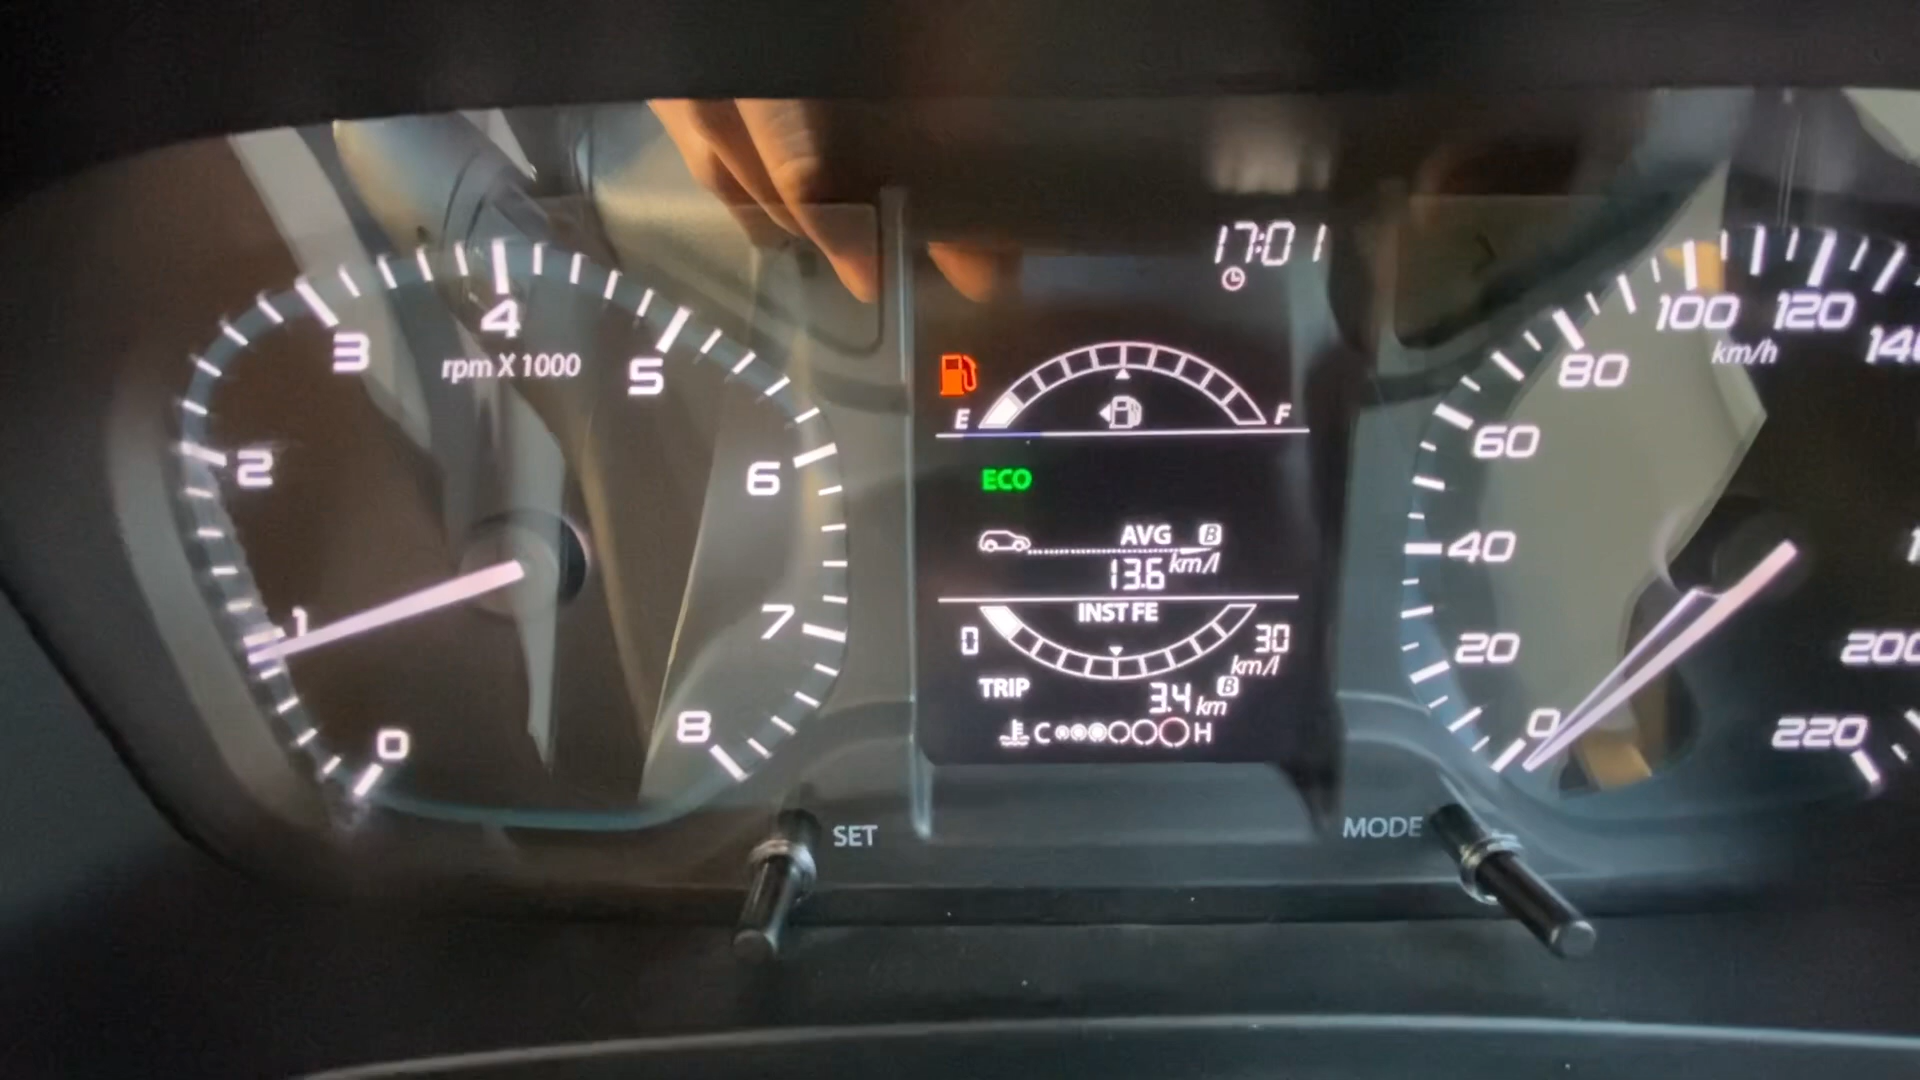 17:01
E F
ECO
AVG B
13.6 km/l
INST FE
0 30
km/l
TRIP B
3.4 km
C H
0 1 2 3 4 5 6 7 8
rpm X 1000
0 20 40 60 80 100 120
km/h
200
220
SET
MODE